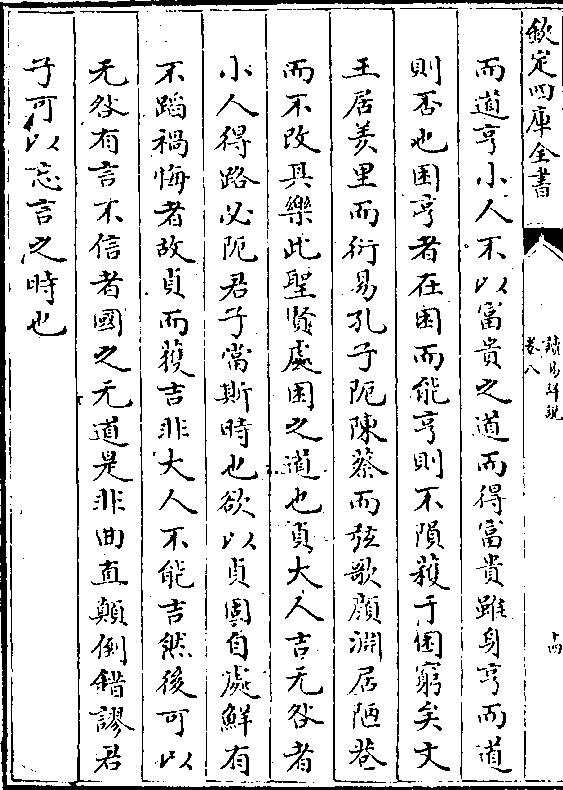 欽定四庫全書
讀易詳說
卷八
十四
而道亨小人不以富貴之道而得富貴雖身亨而道
則否也困亨者在困而能亨則不隕穫于困窮矣文
王居羑里而衍易孔子阨陳蔡而弦歌顔淵居陋巷
而不改其樂此聖賢處困之道也貞大人吉无咎者
小人得路必阨君子當斯時也欲以貞固自處鮮有
不蹈禍悔者故貞而獲吉非大人不能吉然後可以
无咎有言不信者國之无道是非曲直顛倒錯謬君
子可以忘言之時也